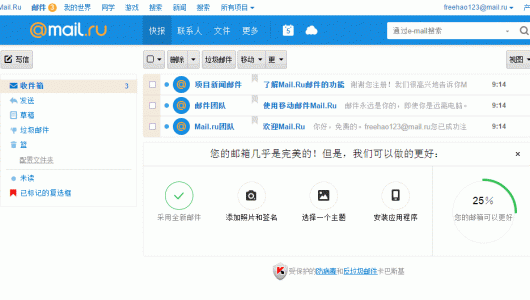 Mail.Ru 邮件 3 我的世界 同学 游戏 搜索 新闻 搜索 所有项目 freehao123@mail.ru
@mail.ru 快报 联系人 文件 更多 5 通过e-mail搜索
写信 删除 垃圾邮件 移动 更 视图
收件箱 3
发送
草稿
垃圾邮件
篮
配置文件夹
未读
已标记的复选框
项目新闻邮件 了解Mail.Ru邮件的功能 谢谢您注册！我们很高兴地告诉你M 9:14
邮件团队 使用移动邮件Mail.Ru 邮件永远是你的，即使你是远离电脑。 9:14
Mail.ru团队 欢迎Mail.Ru 你好，免费的。freehao123@mail.ru您已成功注 9:14
您的邮箱几乎是完美的！但是，我们可以做的更好： ×
采用全新邮件 添加照片和签名 选择一个主题 安装应用程序
25%
您的邮箱可以更好
受保护的防病毒和反垃圾邮件卡巴斯基